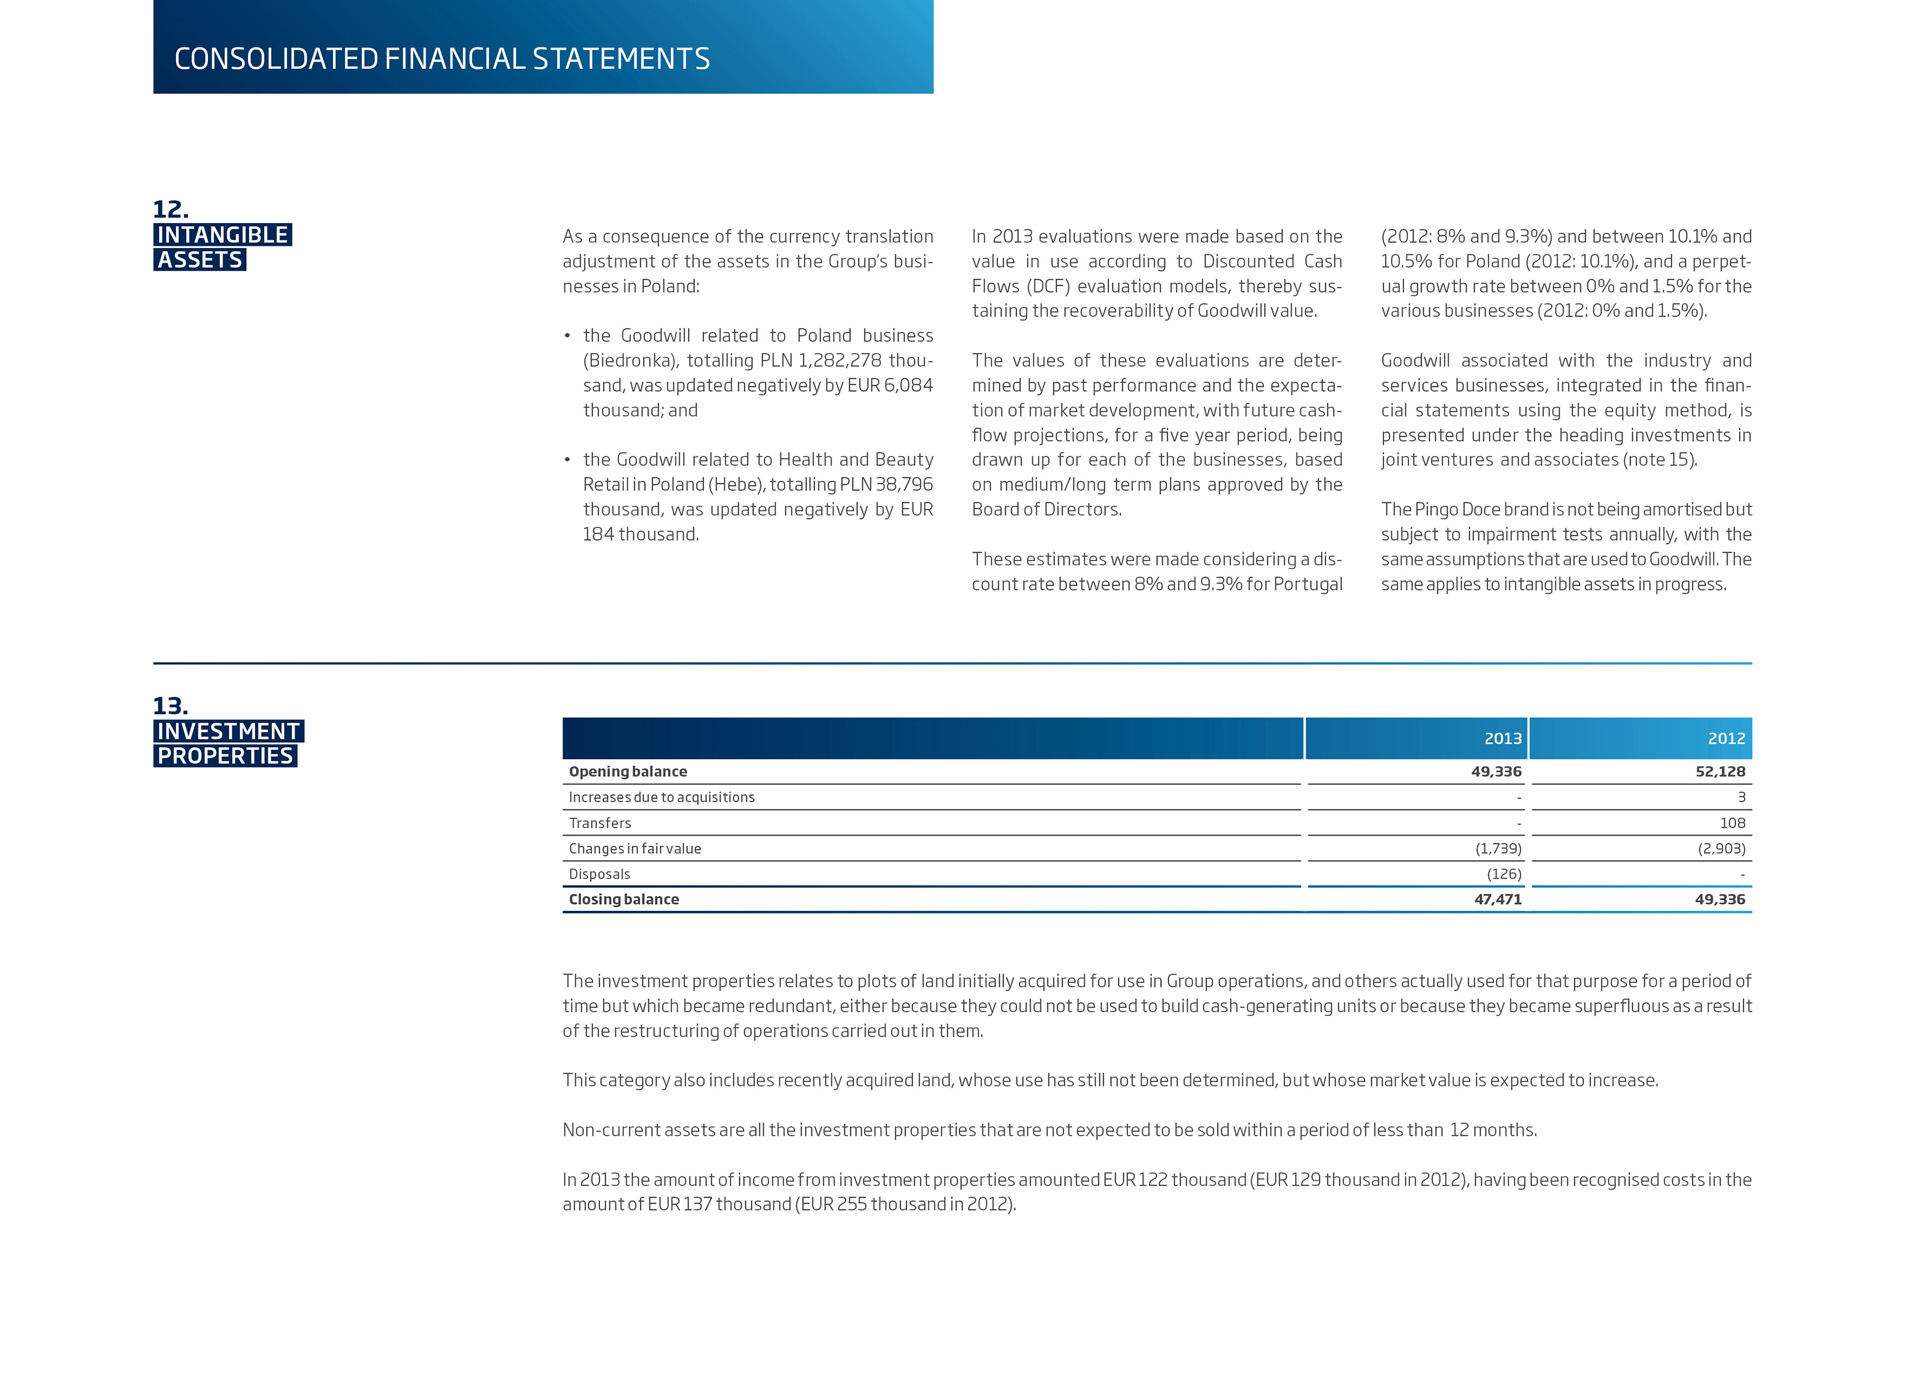 CONSOLIDATED FINANCIAL STATEMENTS
12.
INTANGIBLE
ASSETS
As a consequence of the currency translation
adjustment of the assets in the Group's busi-
nesses in Poland:
• the Goodwill related to Poland business
(Biedronka), totalling PLN 1,282,278 thou-
sand, was updated negatively by EUR 6,084
thousand; and
• the Goodwill related to Health and Beauty
Retail in Poland (Hebe), totalling PLN 38,796
thousand, was updated negatively by EUR
184 thousand.
In 2013 evaluations were made based on the
value in use according to Discounted Cash
Flows (DCF) evaluation models, thereby sus-
taining the recoverability of Goodwill value.
The values of these evaluations are deter-
mined by past performance and the expecta-
tion of market development, with future cash-
flow projections, for a five year period, being
drawn up for each of the businesses, based
on medium/long term plans approved by the
Board of Directors.
These estimates were made considering a dis-
count rate between 8% and 9.3% for Portugal
(2012: 8% and 9.3%) and between 10.1% and
10.5% for Poland (2012: 10.1%), and a perpet-
ual growth rate between 0% and 1.5% for the
various businesses (2012: 0% and 1.5%).
Goodwill associated with the industry and
services businesses, integrated in the finan-
cial statements using the equity method, is
presented under the heading investments in
joint ventures and associates (note 15).
The Pingo Doce brand is not being amortised but
subject to impairment tests annually, with the
same assumptions that are used to Goodwill. The
same applies to intangible assets in progress.
13.
INVESTMENT
PROPERTIES
2013 2012
Opening balance 49,336 52,128
Increases due to acquisitions - 3
Transfers - 108
Changes in fair value (1,739) (2,903)
Disposals (126) -
Closing balance 47,471 49,336
The investment properties relates to plots of land initially acquired for use in Group operations, and others actually used for that purpose for a period of
time but which became redundant, either because they could not be used to build cash-generating units or because they became superfluous as a result
of the restructuring of operations carried out in them.
This category also includes recently acquired land, whose use has still not been determined, but whose market value is expected to increase.
Non-current assets are all the investment properties that are not expected to be sold within a period of less than 12 months.
In 2013 the amount of income from investment properties amounted EUR 122 thousand (EUR 129 thousand in 2012), having been recognised costs in the
amount of EUR 137 thousand (EUR 255 thousand in 2012).